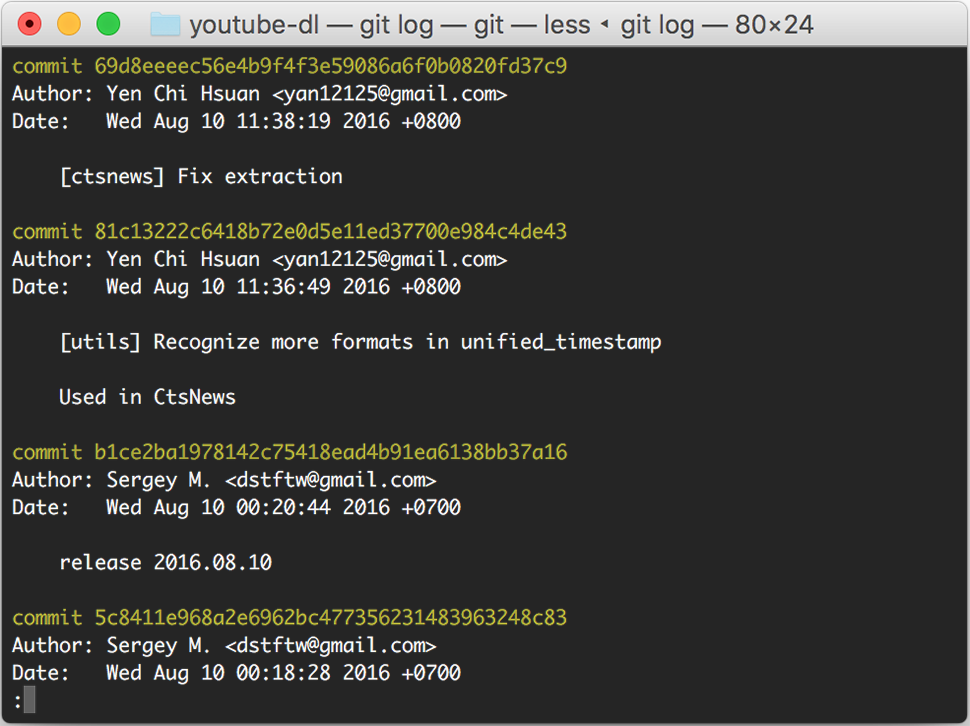 youtube-dl — git log — git — less ◂ git log — 80×24
commit 69d8eeeec56e4b9f4f3e59086a6f0b0820fd37c9
Author: Yen Chi Hsuan <yan12125@gmail.com>
Date:   Wed Aug 10 11:38:19 2016 +0800
[ctsnews] Fix extraction
commit 81c13222c6418b72e0d5e11ed37700e984c4de43
Author: Yen Chi Hsuan <yan12125@gmail.com>
Date:   Wed Aug 10 11:36:49 2016 +0800
[utils] Recognize more formats in unified_timestamp
Used in CtsNews
commit b1ce2ba1978142c75418ead4b91ea6138bb37a16
Author: Sergey M. <dstftw@gmail.com>
Date:   Wed Aug 10 00:20:44 2016 +0700
release 2016.08.10
commit 5c8411e968a2e6962bc477356231483963248c83
Author: Sergey M. <dstftw@gmail.com>
Date:   Wed Aug 10 00:18:28 2016 +0700
: